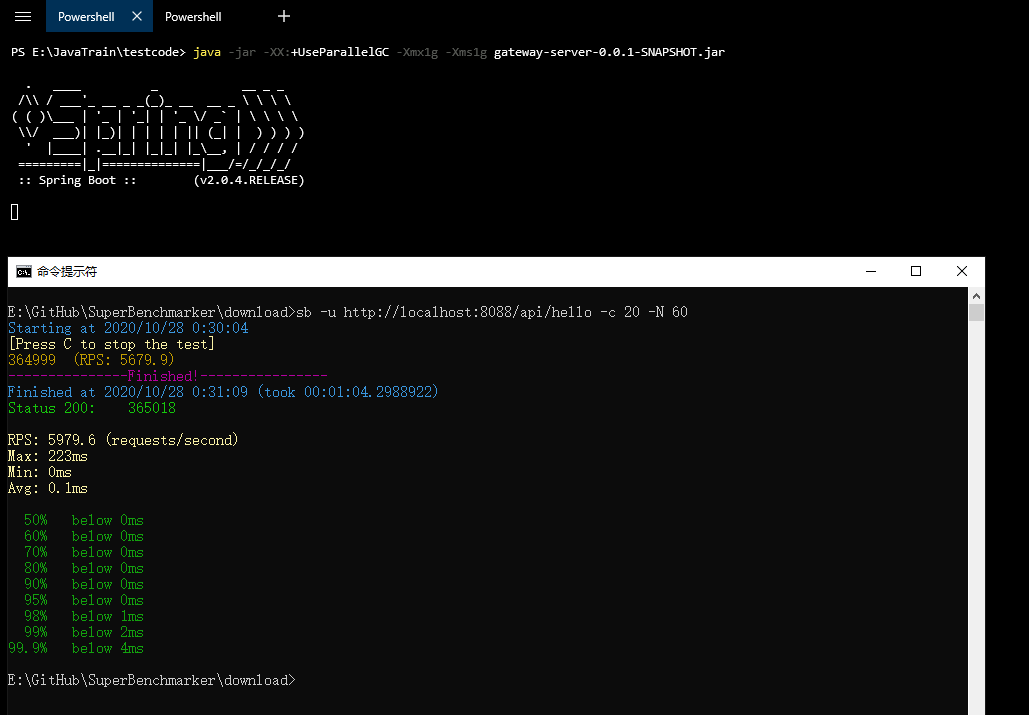 Powershell
Powershell
PS E:\JavaTrain\testcode> java -jar -XX:+UseParallelGC -Xmx1g -Xms1g gateway-server-0.0.1-SNAPSHOT.jar
  .   ____          _            __ _ _
 /\\ / ___'_ __ _ _(_)_ __  __ _ \ \ \ \
( ( )\___ | '_ | '_| | '_ \/ _` | \ \ \ \
 \\/  ___)| |_)| | | | | || (_| |  ) ) ) )
  '  |____| .__|_| |_|_| |_\__, | / / / /
 =========|_|==============|___/=/_/_/_/
 :: Spring Boot ::        (v2.0.4.RELEASE)
命令提示符
E:\GitHub\SuperBenchmarker\download>sb -u http://localhost:8088/api/hello -c 20 -N 60
Starting at 2020/10/28 0:30:04
[Press C to stop the test]
364999  (RPS: 5679.9)
---------------Finished!----------------
Finished at 2020/10/28 0:31:09 (took 00:01:04.2988922)
Status 200:    365018
RPS: 5979.6 (requests/second)
Max: 223ms
Min: 0ms
Avg: 0.1ms
50%   below 0ms
60%   below 0ms
70%   below 0ms
80%   below 0ms
90%   below 0ms
95%   below 0ms
98%   below 1ms
99%   below 2ms
99.9%   below 4ms
E:\GitHub\SuperBenchmarker\download>